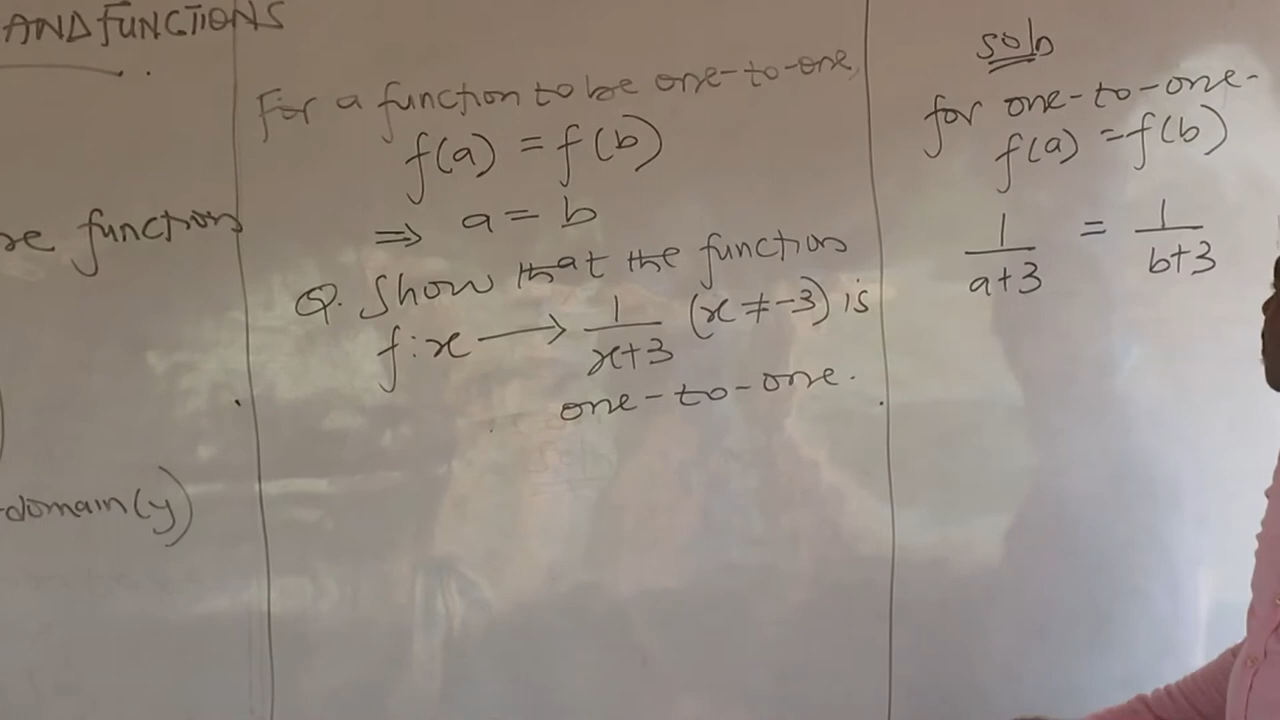 AND FUNCTIONS
function
-domain(y)
For a function to be one-to-one,
f(a) = f(b)
⇒ a = b
Q. Show that the function
f:x ⟶ 1/(x+3) (x ≠ -3) is
one-to-one.
soln
for one-to-one.
f(a) = f(b)
1/(a+3) = 1/(b+3)